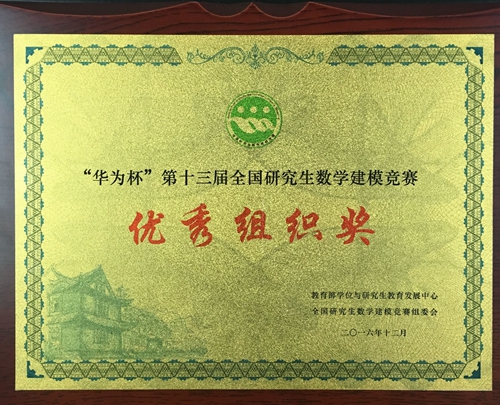 “华为杯”第十三届全国研究生数学建模竞赛
优秀组织奖
教育部学位与研究生教育发展中心
全国研究生数学建模竞赛组委会
二〇一六年十二月